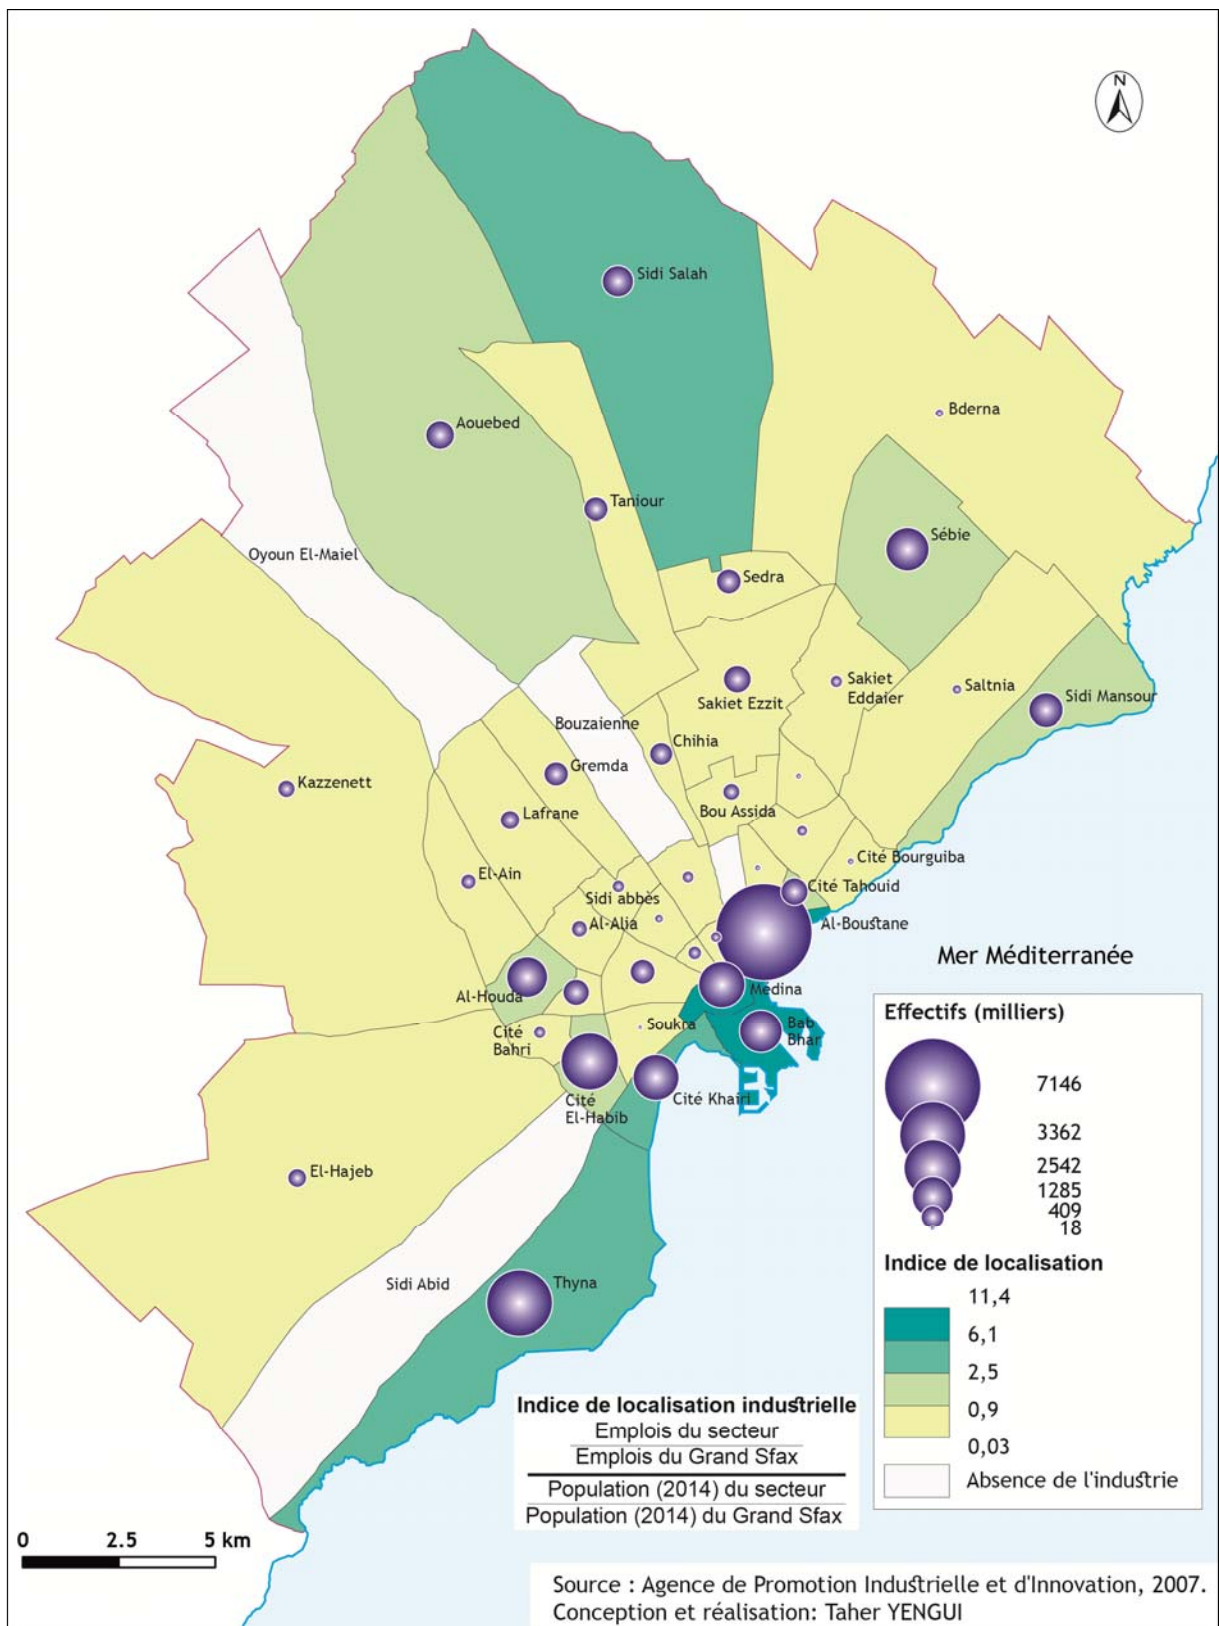 N
Sidi Salah
Bderna
Aouebed
Taniour
Sébie
Oyoun El-Maiel
Sedra
Sakiet
Eddaier
Saltnia
Sidi Mansour
Sakiet Ezzit
Bouzaienne
Chihia
Gremda
Kazzenett
Lafrane
Bou Assida
Cité Bourguiba
El-Ain
Sidi abbès
Cité Tahouid
Al-Alia
Al-Boustane
Mer Méditerranée
Al-Houda
Medina
Cité
Bahri
Soukra
Bab
Bhar
Cité
El-Habib
Cité Khairi
El-Hajeb
Sidi Abid
Thyna
Effectifs (milliers)
7146
3362
2542
1285
409
18
Indice de localisation
11,4
6,1
2,5
0,9
0,03
Absence de l'industrie
Indice de localisation industrielle
Emplois du secteur
Emplois du Grand Sfax
Population (2014) du secteur
Population (2014) du Grand Sfax
0 2.5 5 km
Source : Agence de Promotion Industrielle et d'Innovation, 2007.
Conception et réalisation: Taher YENGUI